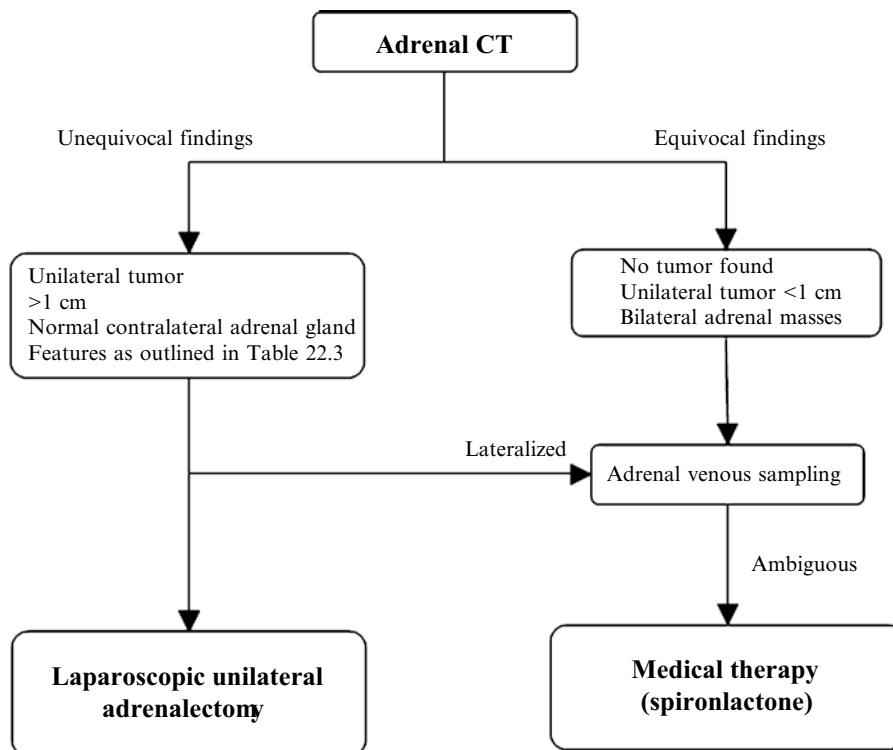 Adrenal CT
Unequivocal findings
Equivocal findings
Unilateral tumor
>1 cm
Normal contralateral adrenal gland
Features as outlined in Table 22.3
No tumor found
Unilateral tumor <1 cm
Bilateral adrenal masses
Lateralized
Adrenal venous sampling
Ambiguous
Laparoscopic unilateral
adrenalectomy
Medical therapy
(spironlactone)